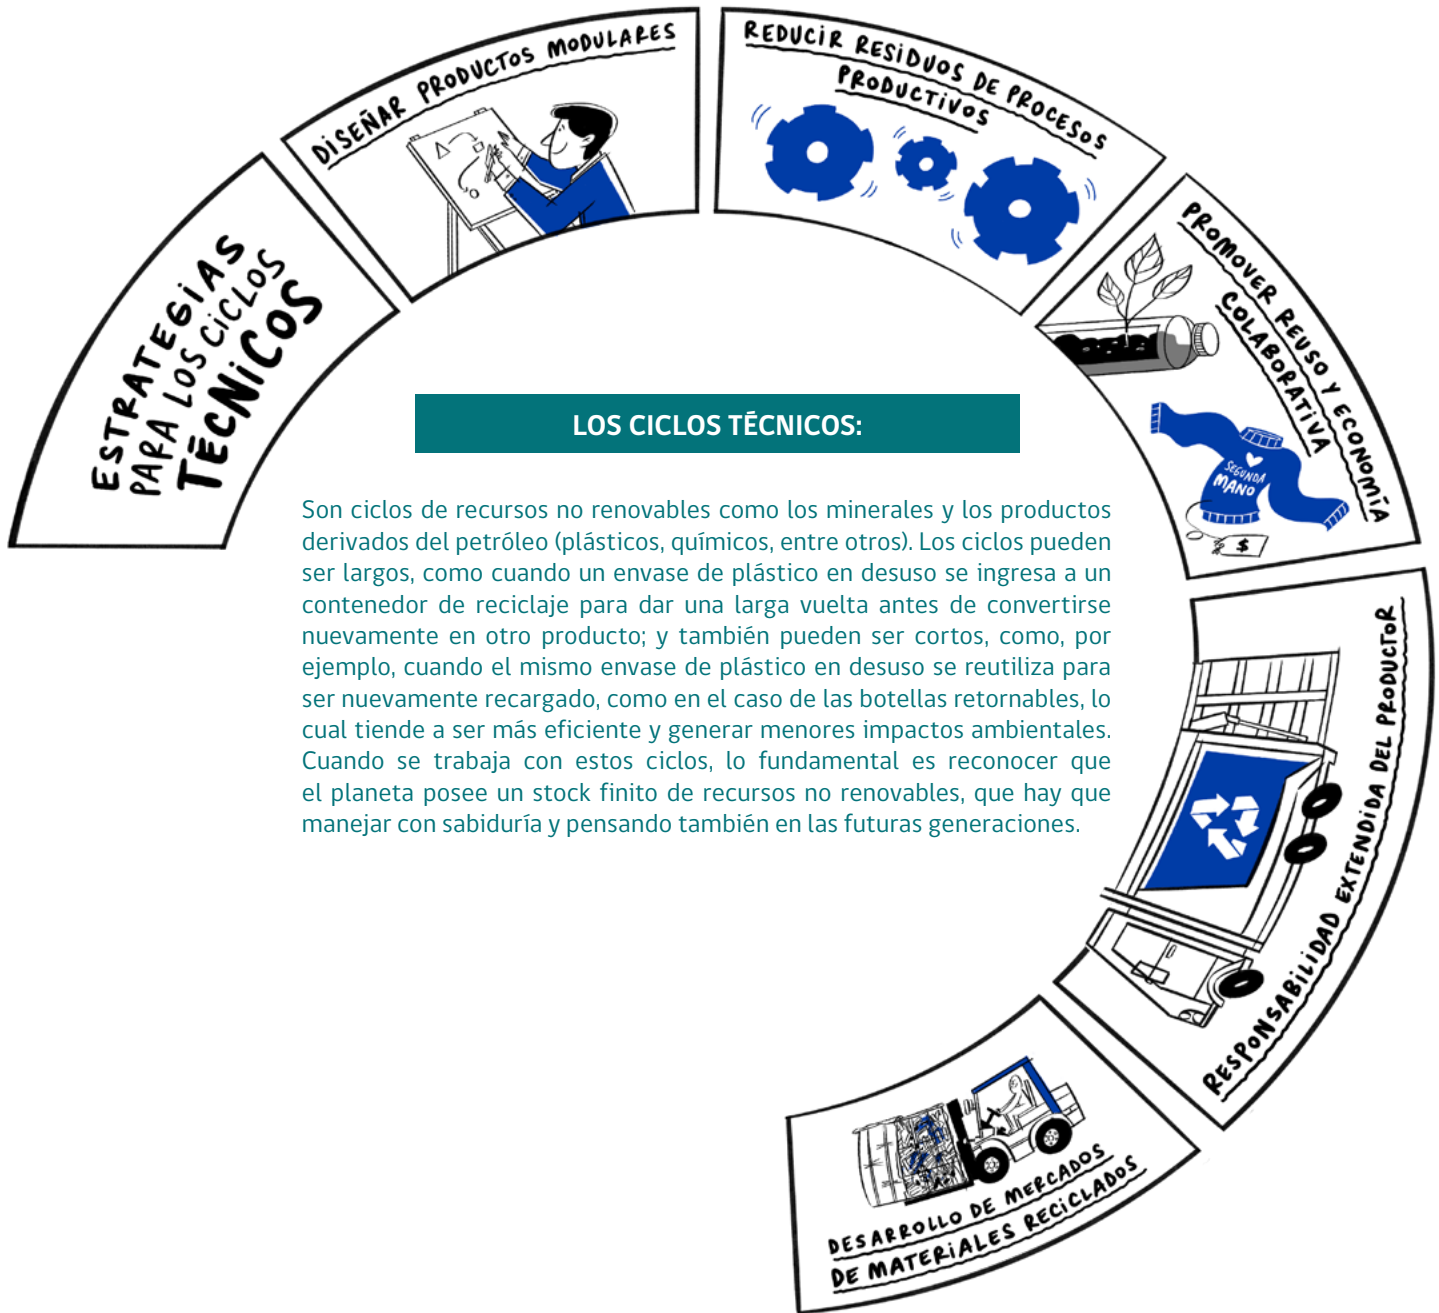 ESTRATEGIAS
PARA LOS CICLOS
TÉCNICOS
DISEÑAR PRODUCTOS MODULARES
REDUCIR RESIDUOS DE PROCESOS
PRODUCTIVOS
PROMOVER REUSO Y ECONOMÍA
COLABORATIVA
SEGUNDA
MANO
$
RESPONSABILIDAD EXTENDIDA DEL PRODUCTOR
DESARROLLO DE MERCADOS
DE MATERIALES RECICLADOS
LOS CICLOS TÉCNICOS:
Son ciclos de recursos no renovables como los minerales y los productos
derivados del petróleo (plásticos, químicos, entre otros). Los ciclos pueden
ser largos, como cuando un envase de plástico en desuso se ingresa a un
contenedor de reciclaje para dar una larga vuelta antes de convertirse
nuevamente en otro producto; y también pueden ser cortos, como, por
ejemplo, cuando el mismo envase de plástico en desuso se reutiliza para
ser nuevamente recargado, como en el caso de las botellas retornables, lo
cual tiende a ser más eficiente y generar menores impactos ambientales.
Cuando se trabaja con estos ciclos, lo fundamental es reconocer que
el planeta posee un stock finito de recursos no renovables, que hay que
manejar con sabiduría y pensando también en las futuras generaciones.